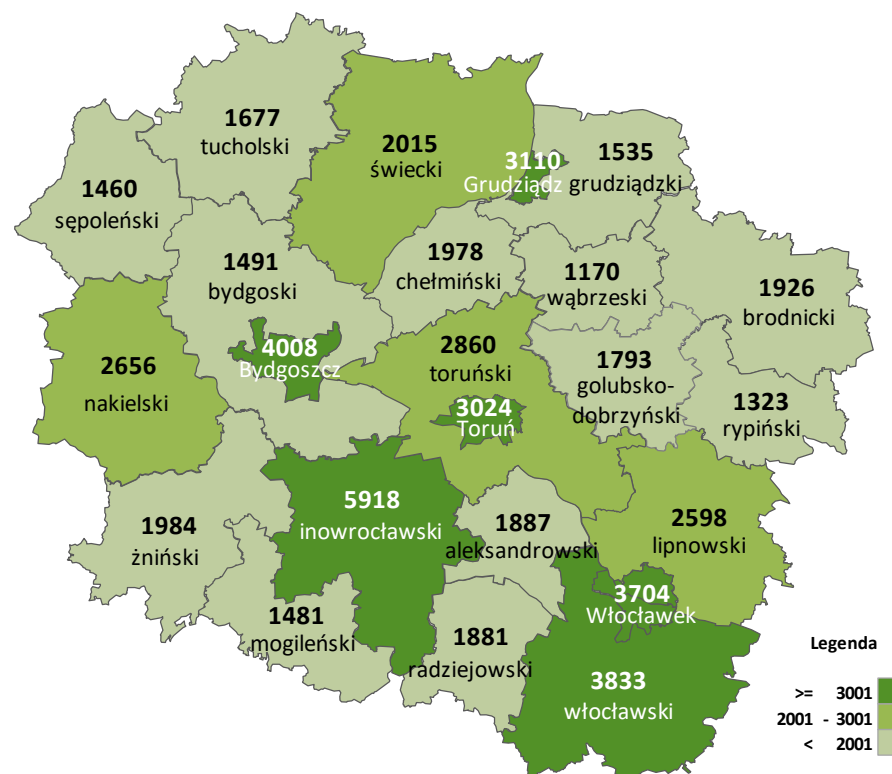 1677
tucholski
2015
świecki
3110
Grudziądz
1535
grudziądzki
1460
sępoleński
1491
bydgoski
1978
chełmiński
1170
wąbrzeski
1926
brodnicki
2656
nakielski
4008
Bydgoszcz
2860
toruński
1793
golubsko-
dobrzyński
1323
rypiński
3024
Toruń
5918
inowrocławski
1984
żniński
1887
aleksandrowski
2598
lipnowski
3704
Włocławek
1481
mogileński
1881
radziejowski
3833
włocławski
Legenda
>= 3001
2001 - 3001
< 2001